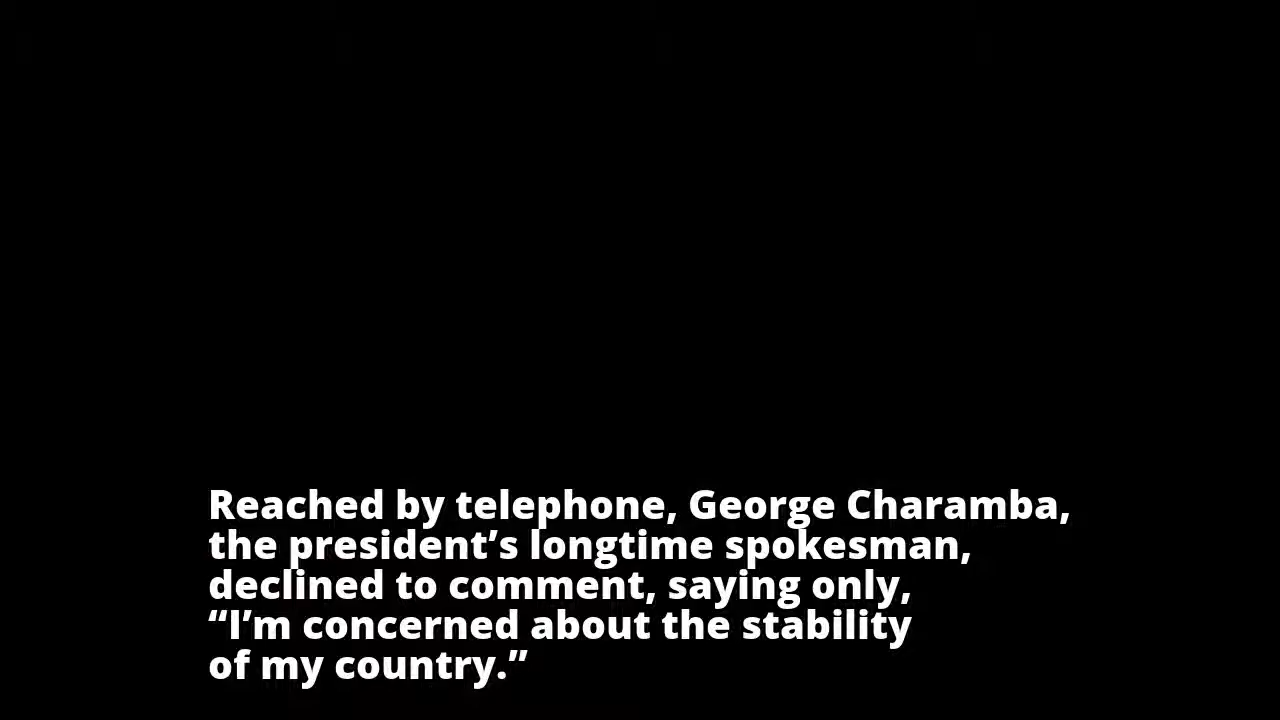 Reached by telephone, George Charamba,
the president’s longtime spokesman,
declined to comment, saying only,
“I’m concerned about the stability
of my country.”